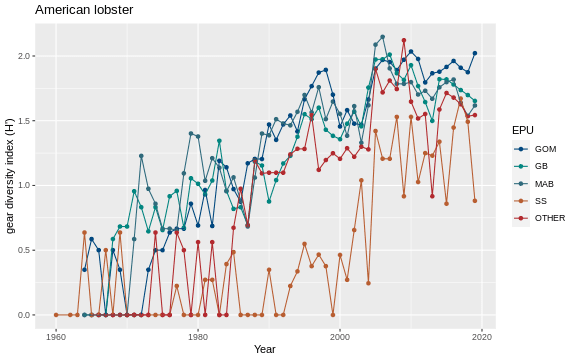 American lobster
gear diversity index (H')
2.0
1.5
1.0
0.5
0.0
1960
1980
2000
2020
Year
EPU
GOM
GB
MAB
SS
OTHER